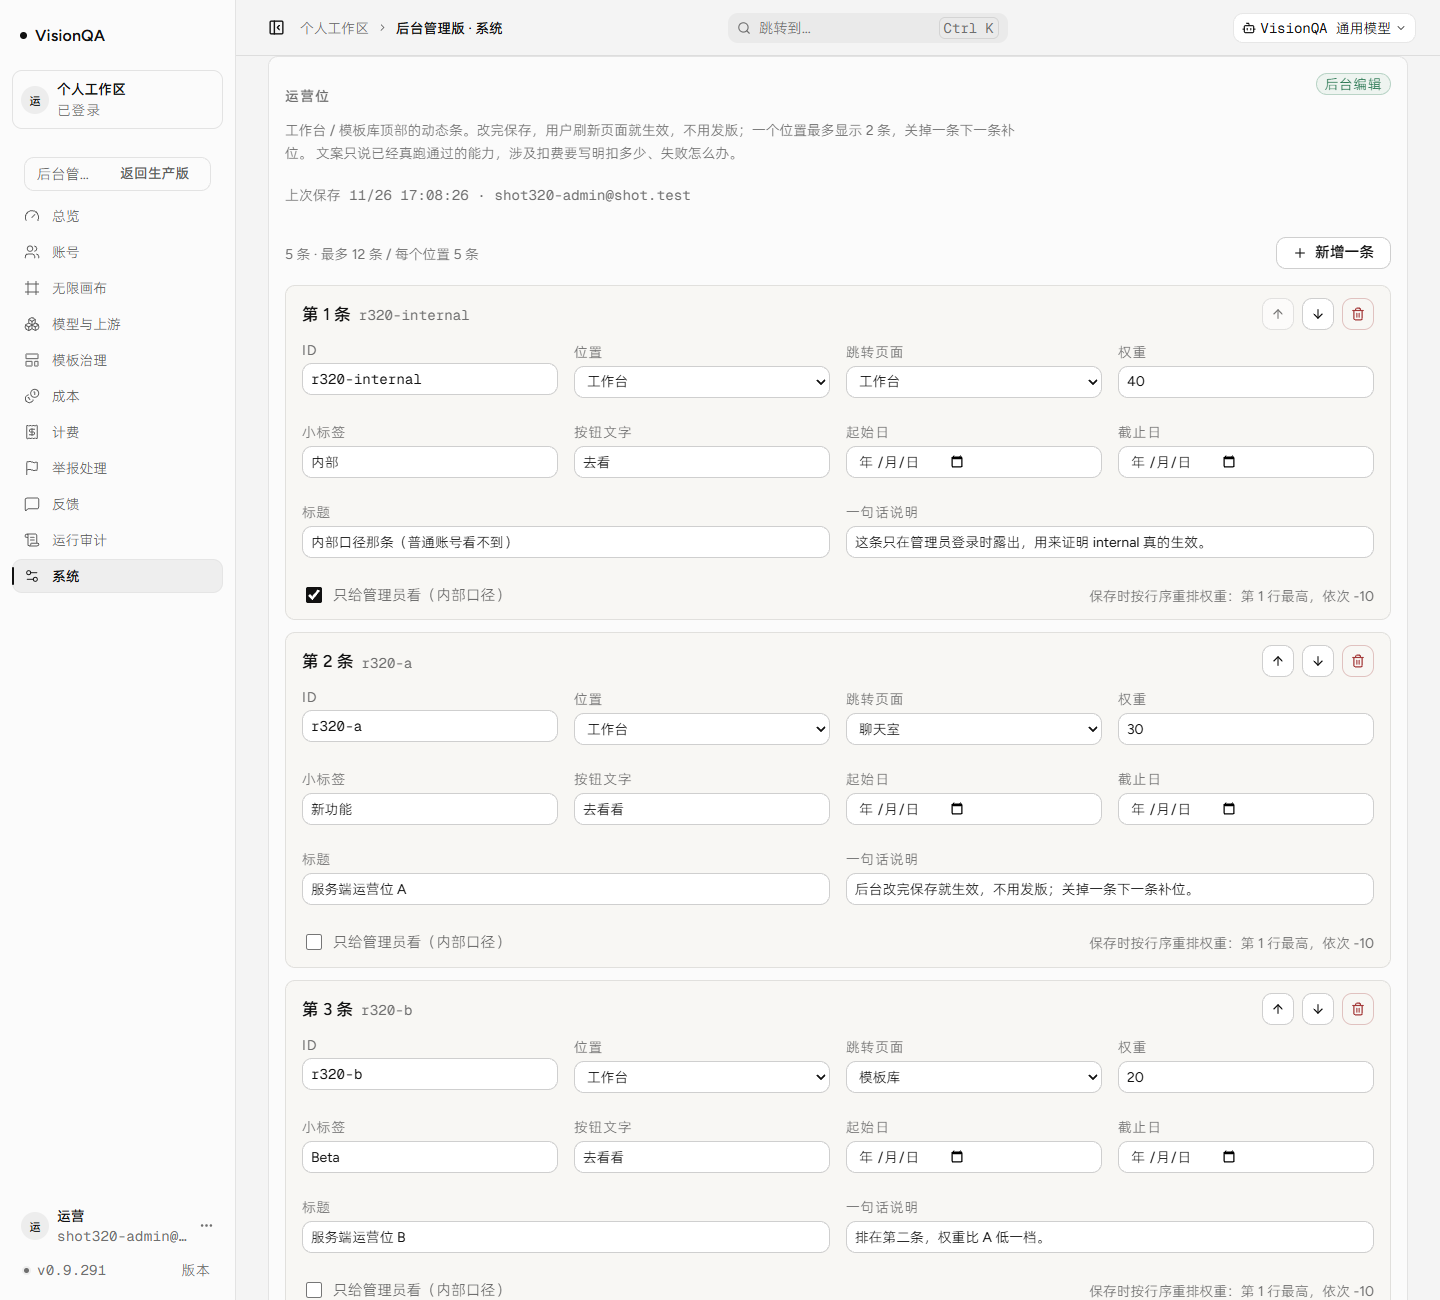 VisionQA
个人工作区
后台管理版 · 系统
跳转到...
Ctrl K
VisionQA 通用模型
运
个人工作区
已登录
后台管...
返回生产版
总览
账号
无限画布
模型与上游
模板治理
成本
计费
举报处理
反馈
运行审计
系统
运
运营
shot320-admin@...
v0.9.291
版本
运营位
后台编辑
工作台 / 模板库顶部的动态条。改完保存，用户刷新页面就生效，不用发版；一个位置最多显示 2 条，关掉一条下一条补
位。 文案只说已经真跑通过的能力，涉及扣费要写明扣多少、失败怎么办。
上次保存 11/26 17:08:26 · shot320-admin@shot.test
5 条 · 最多 12 条 / 每个位置 5 条
新增一条
第 1 条 r320-internal
ID
位置
跳转页面
权重
r320-internal
工作台
工作台
40
小标签
按钮文字
起始日
截止日
内部
去看
年 /月/日
年 /月/日
标题
一句话说明
内部口径那条（普通账号看不到）
这条只在管理员登录时露出，用来证明 internal 真的生效。
只给管理员看（内部口径）
保存时按行序重排权重：第 1 行最高，依次 -10
第 2 条 r320-a
ID
位置
跳转页面
权重
r320-a
工作台
聊天室
30
小标签
按钮文字
起始日
截止日
新功能
去看看
年 /月/日
年 /月/日
标题
一句话说明
服务端运营位 A
后台改完保存就生效，不用发版；关掉一条下一条补位。
只给管理员看（内部口径）
保存时按行序重排权重：第 1 行最高，依次 -10
第 3 条 r320-b
ID
位置
跳转页面
权重
r320-b
工作台
模板库
20
小标签
按钮文字
起始日
截止日
Beta
去看看
年 /月/日
年 /月/日
标题
一句话说明
服务端运营位 B
排在第二条，权重比 A 低一档。
只给管理员看（内部口径）
保存时按行序重排权重：第 1 行最高，依次 -10